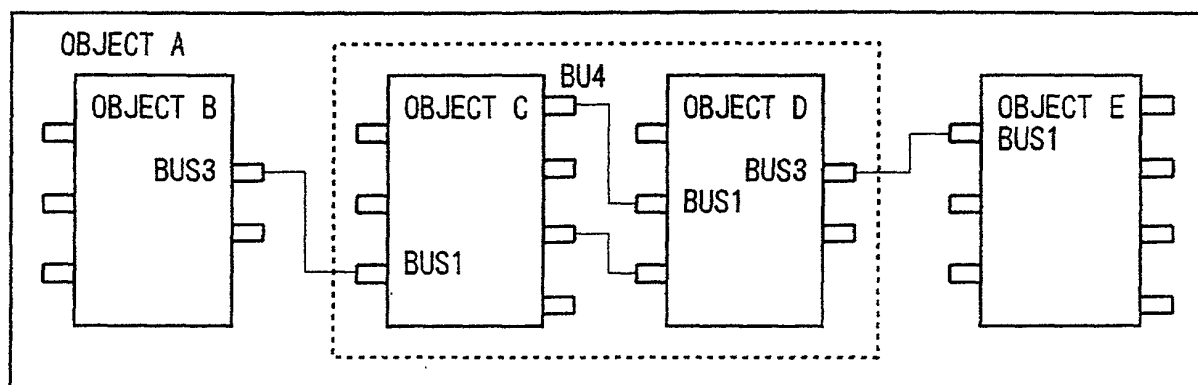 OBJECT A
OBJECT B
BUS3
OBJECT C
BU4
BUS1
OBJECT D
BUS3
BUS1
OBJECT E
BUS1